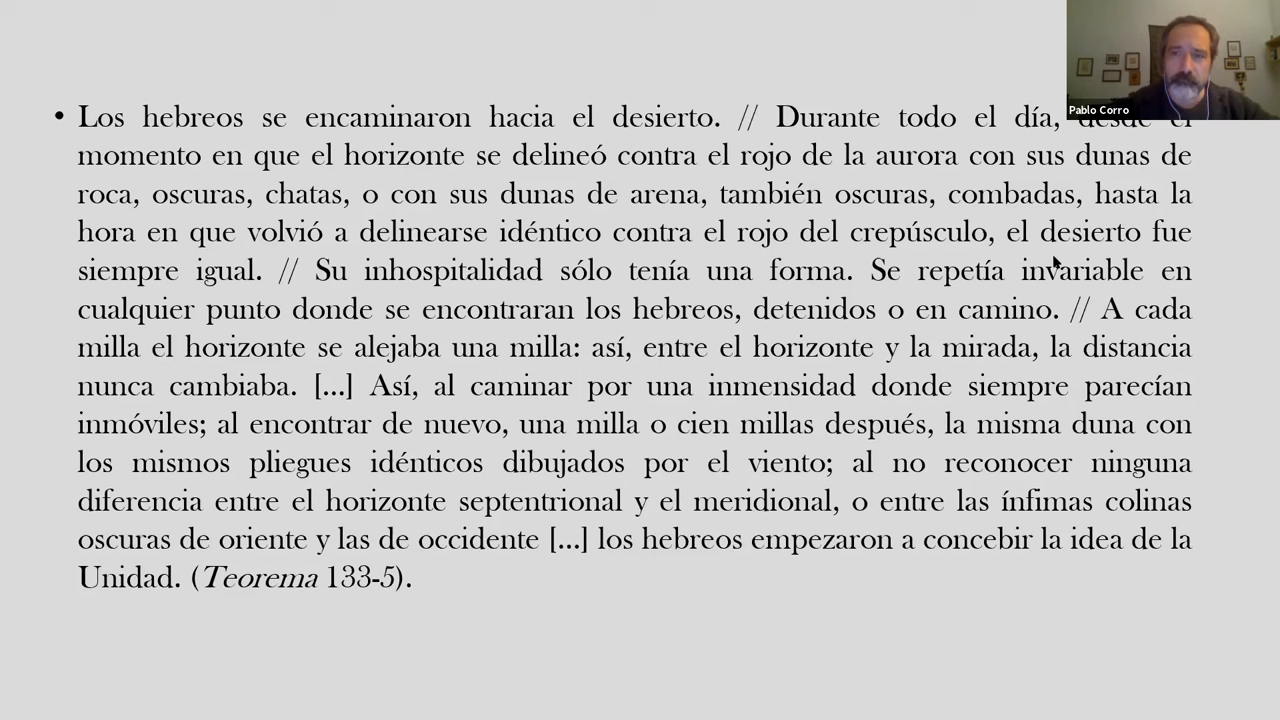 Pablo Corro
• Los hebreos se encaminaron hacia el desierto. // Durante todo el día, desde el
momento en que el horizonte se delineó contra el rojo de la aurora con sus dunas de
roca, oscuras, chatas, o con sus dunas de arena, también oscuras, combadas, hasta la
hora en que volvió a delinearse idéntico contra el rojo del crepúsculo, el desierto fue
siempre igual. // Su inhospitalidad sólo tenía una forma. Se repetía invariable en
cualquier punto donde se encontraran los hebreos, detenidos o en camino. // A cada
milla el horizonte se alejaba una milla: así, entre el horizonte y la mirada, la distancia
nunca cambiaba. [...] Así, al caminar por una inmensidad donde siempre parecían
inmóviles; al encontrar de nuevo, una milla o cien millas después, la misma duna con
los mismos pliegues idénticos dibujados por el viento; al no reconocer ninguna
diferencia entre el horizonte septentrional y el meridional, o entre las ínfimas colinas
oscuras de oriente y las de occidente [...] los hebreos empezaron a concebir la idea de la
Unidad. (Teorema 133-5).